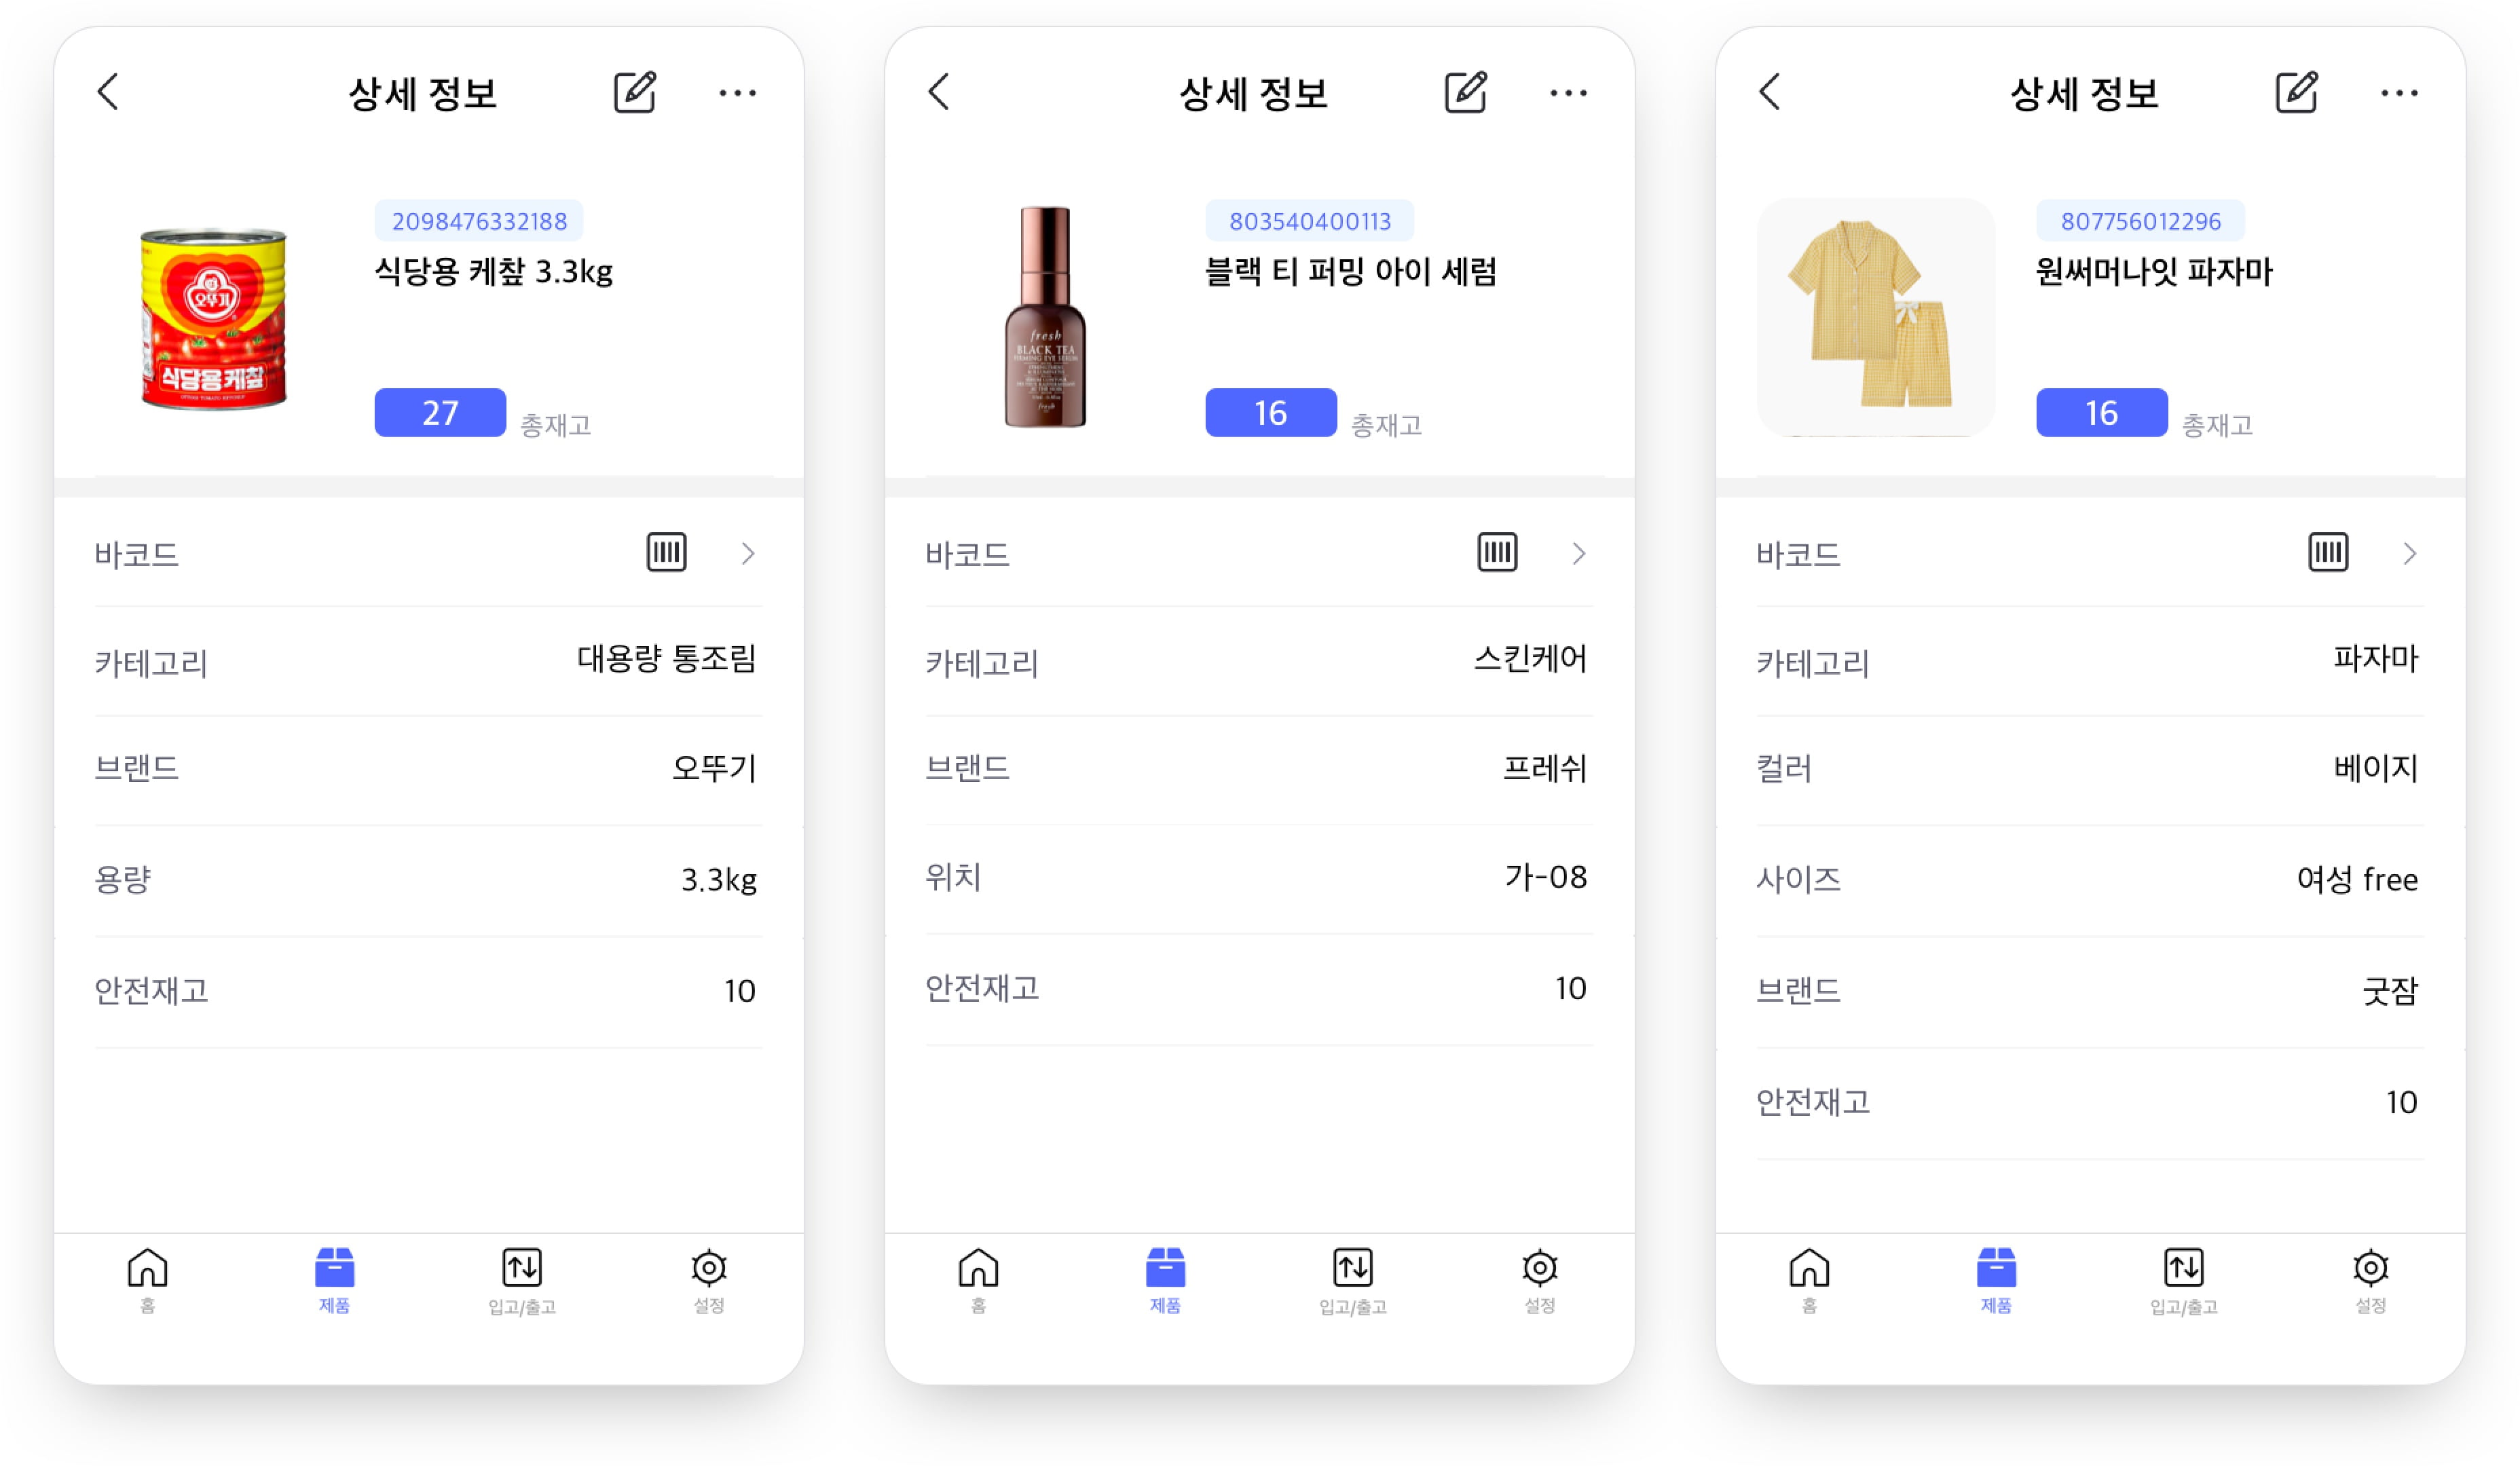 상세 정보
2098476332188
식당용 케찹 3.3kg
오뚜기
식당용케찹
OTTOGI TOMATO KETCHUP
27 총재고
바코드
카테고리 대용량 통조림
브랜드 오뚜기
용량 3.3kg
안전재고 10
홈 제품 입고/출고 설정
상세 정보
803540400113
블랙 티 퍼밍 아이 세럼
fresh
BLACK TEA
FIRMING EYE SERUM
fresh
16 총재고
바코드
카테고리 스킨케어
브랜드 프레쉬
위치 가-08
안전재고 10
홈 제품 입고/출고 설정
상세 정보
807756012296
원써머나잇 파자마
16 총재고
바코드
카테고리 파자마
컬러 베이지
사이즈 여성 free
브랜드 굿잠
안전재고 10
홈 제품 입고/출고 설정